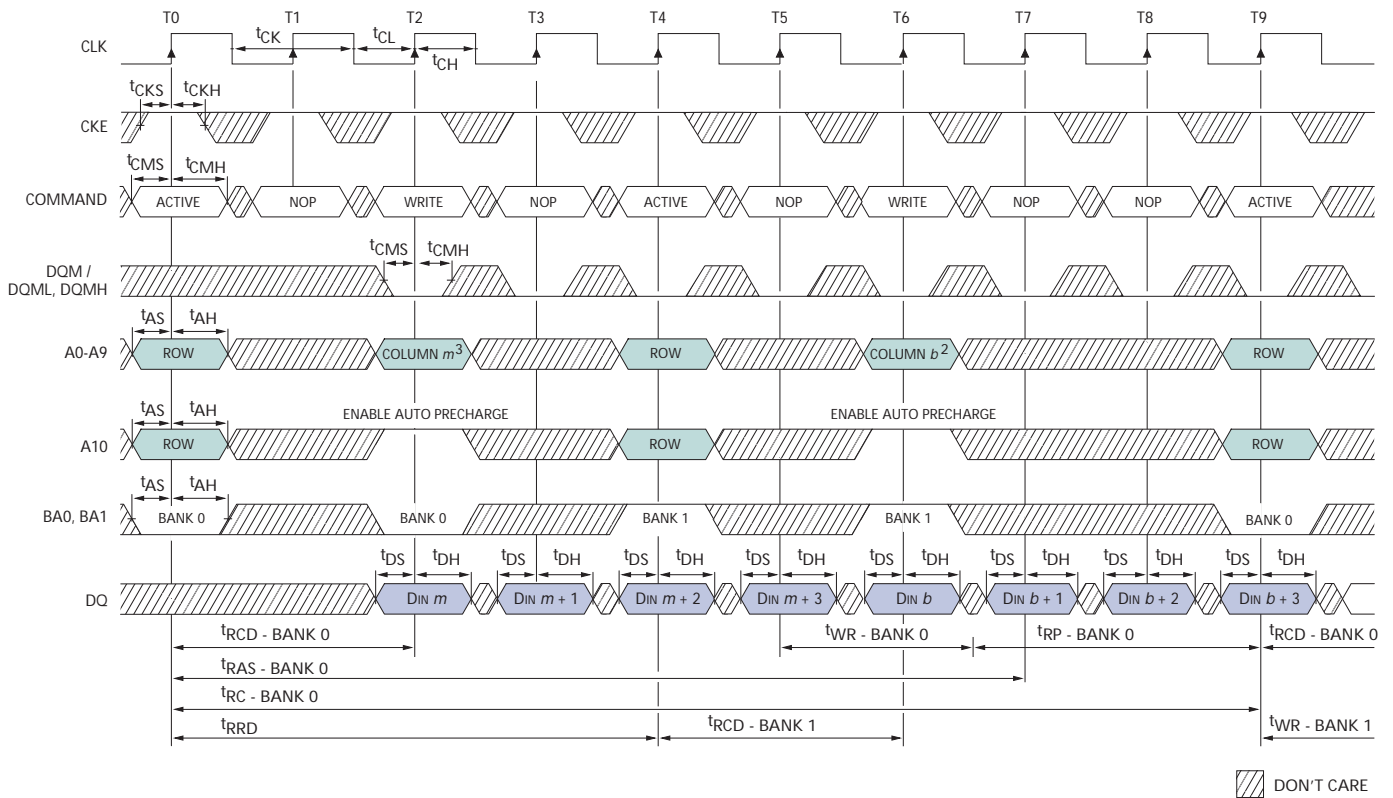 T0 T1 T2 T3 T4 T5 T6 T7 T8 T9
CLK
tCK tCL
tCH
tCKS tCKH
CKE
tCMS tCMH
COMMAND ACTIVE NOP WRITE NOP ACTIVE NOP WRITE NOP NOP ACTIVE
tCMS tCMH
DQM /
DQML, DQMH
tAS tAH
A0-A9 ROW COLUMN m3 ROW COLUMN b2 ROW
tAS tAH
ENABLE AUTO PRECHARGE ENABLE AUTO PRECHARGE
A10 ROW ROW ROW
tAS tAH
BA0, BA1 BANK 0 BANK 0 BANK 1 BANK 1 BANK 0
tDS tDH tDS tDH tDS tDH tDS tDH tDS tDH tDS tDH tDS tDH tDS tDH
DQ DIN m DIN m + 1 DIN m + 2 DIN m + 3 DIN b DIN b + 1 DIN b + 2 DIN b + 3
tRCD - BANK 0 tWR - BANK 0 tRP - BANK 0 tRCD - BANK 0
tRAS - BANK 0
tRC - BANK 0
tRRD tRCD - BANK 1 tWR - BANK 1
DON'T CARE